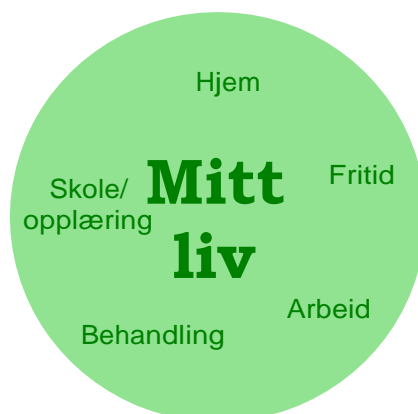 Hjem
Mitt
liv
Fritid
Skole/
opplæring
Arbeid
Behandling